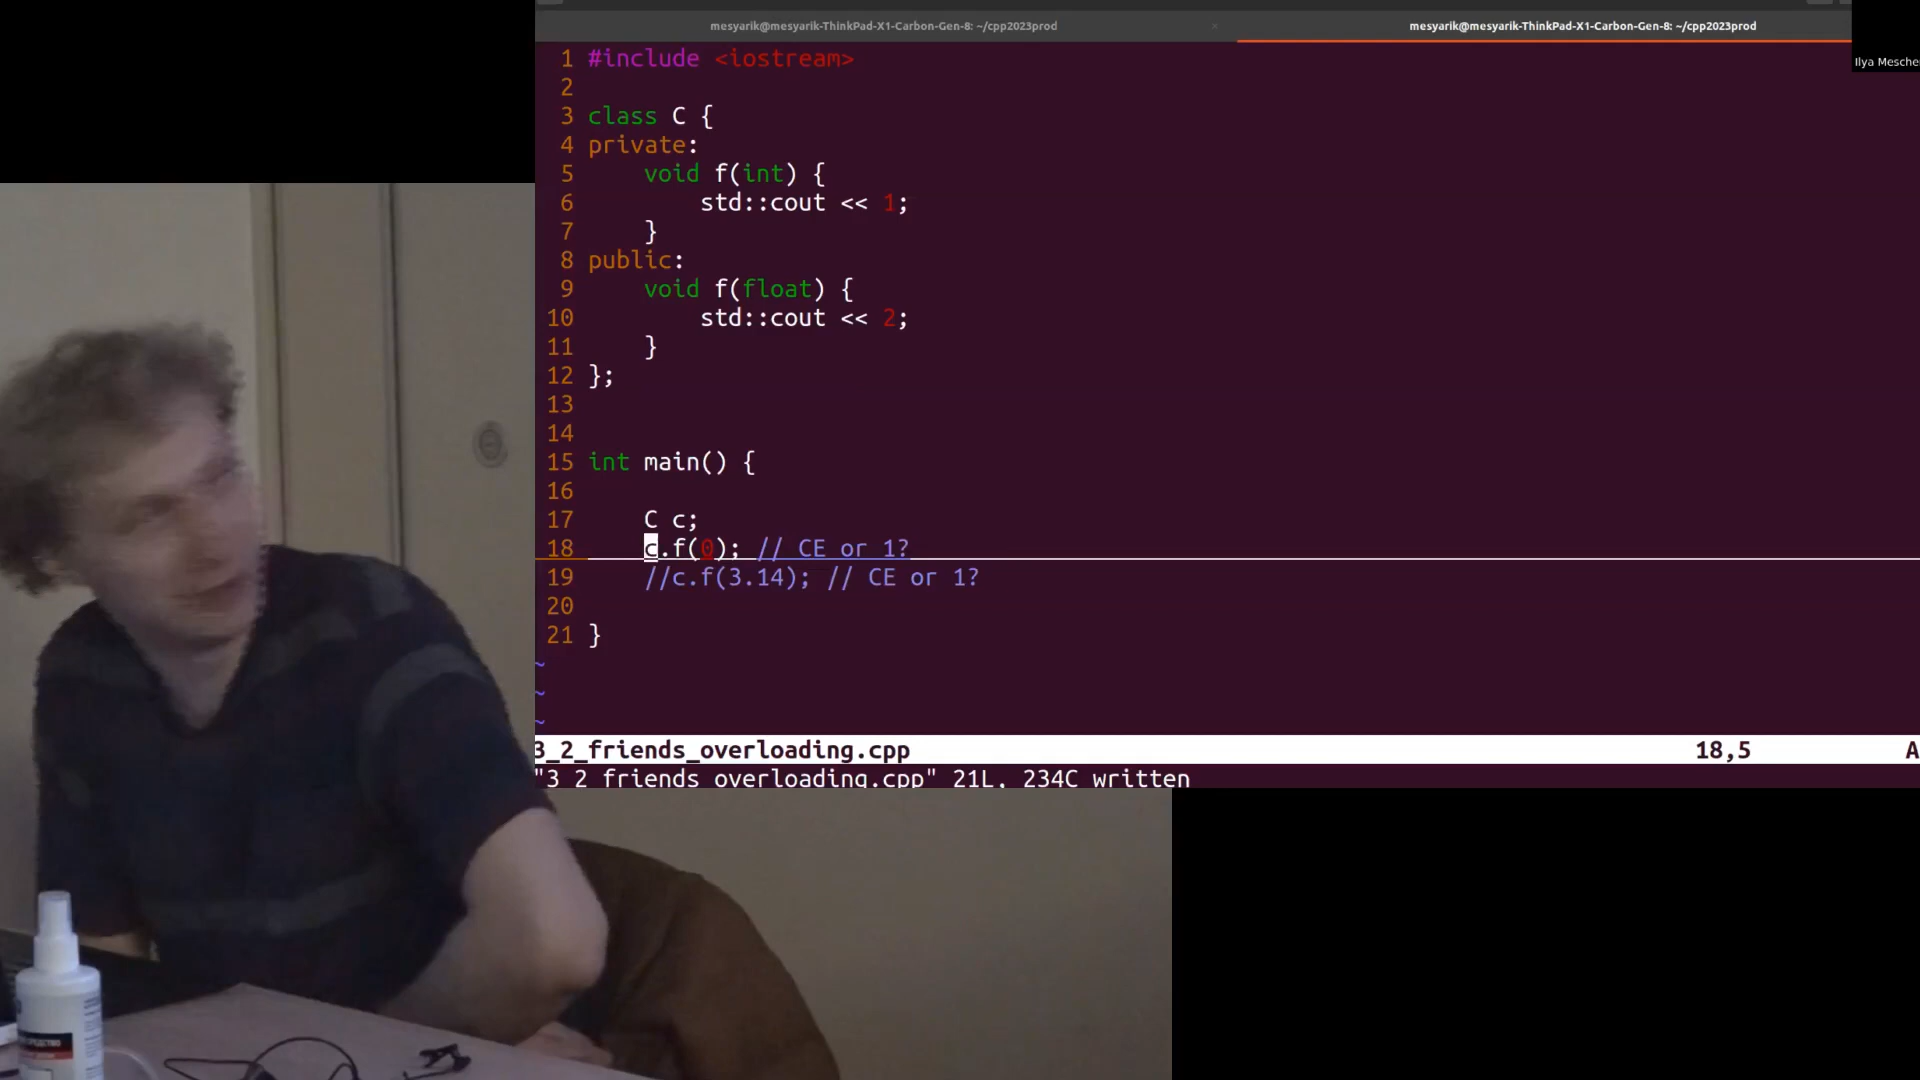 mesyarik@mesyarik-ThinkPad-X1-Carbon-Gen-8: ~/cpp2023prod × mesyarik@mesyarik-ThinkPad-X1-Carbon-Gen-8: ~/cpp2023prod
Ilya Mesche
1 #include <iostream>
2
3 class C {
4 private:
5     void f(int) {
6         std::cout << 1;
7     }
8 public:
9     void f(float) {
10         std::cout << 2;
11     }
12 };
13
14
15 int main() {
16
17     C c;
18     c.f(0); // CE or 1?
19     //c.f(3.14); // CE or 1?
20
21 }
~
~
~
3_2_friends_overloading.cpp 18,5 A
"3_2_friends_overloading.cpp" 21L, 234C written